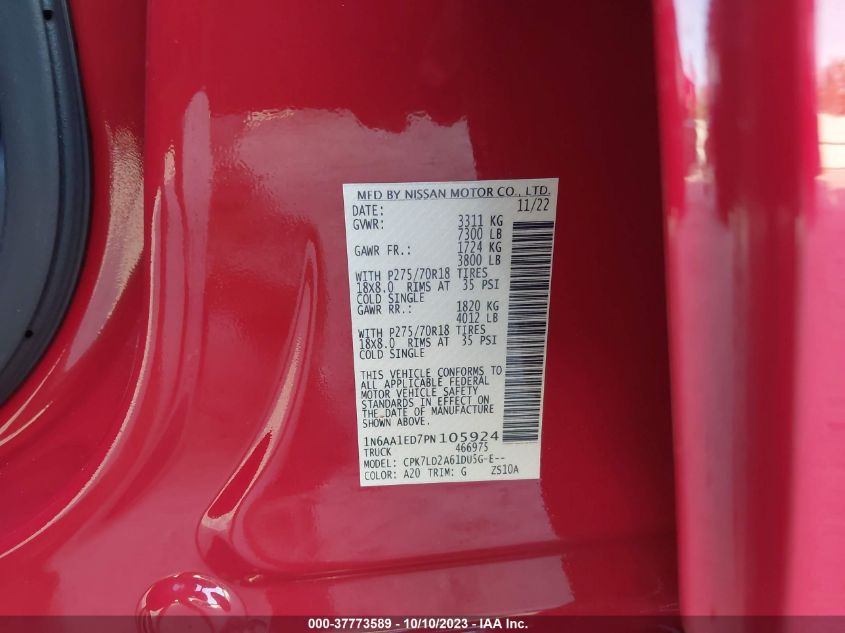 MFD BY NISSAN MOTOR CO., LTD.
DATE: 11/22
GVWR: 3311 KG
7300 LB
GAWR FR.: 1724 KG
3800 LB
WITH P275/70R18 TIRES
18X8.0 RIMS AT 35 PSI
COLD SINGLE
GAWR RR.: 1820 KG
4012 LB
WITH P275/70R18 TIRES
18X8.0 RIMS AT 35 PSI
COLD SINGLE
THIS VEHICLE CONFORMS TO
ALL APPLICABLE FEDERAL
MOTOR VEHICLE SAFETY
STANDARDS IN EFFECT ON
THE DATE OF MANUFACTURE
SHOWN ABOVE.
1N6AA1ED7PN105924
TRUCK 466975
MODEL: CPK7LD2A61DU5G-E--
COLOR: A20 TRIM: G ZS10A
000-37773589 - 10/10/2023 - IAA Inc.